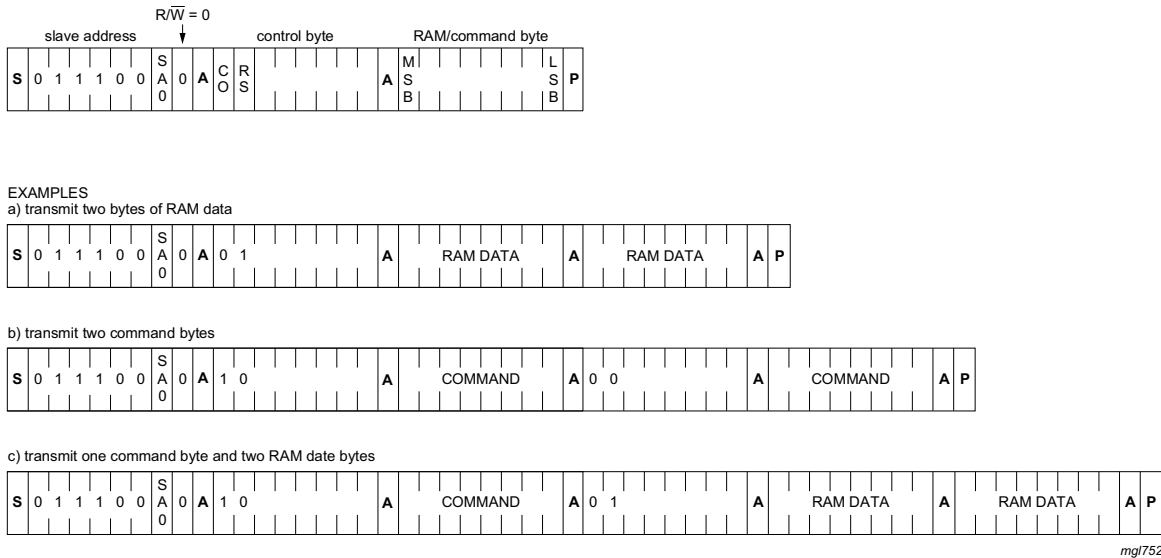 R/W = 0
slave address control byte RAM/command byte
S 0 1 1 1 0 0 SA0 0 A CO RS A MSB LSB P
EXAMPLES
a) transmit two bytes of RAM data
S 0 1 1 1 0 0 SA0 0 A 0 1 A RAM DATA A RAM DATA A P
b) transmit two command bytes
S 0 1 1 1 0 0 SA0 0 A 1 0 A COMMAND A 0 0 A COMMAND A P
c) transmit one command byte and two RAM date bytes
S 0 1 1 1 0 0 SA0 0 A 1 0 A COMMAND A 0 1 A RAM DATA A RAM DATA A P
mgl752